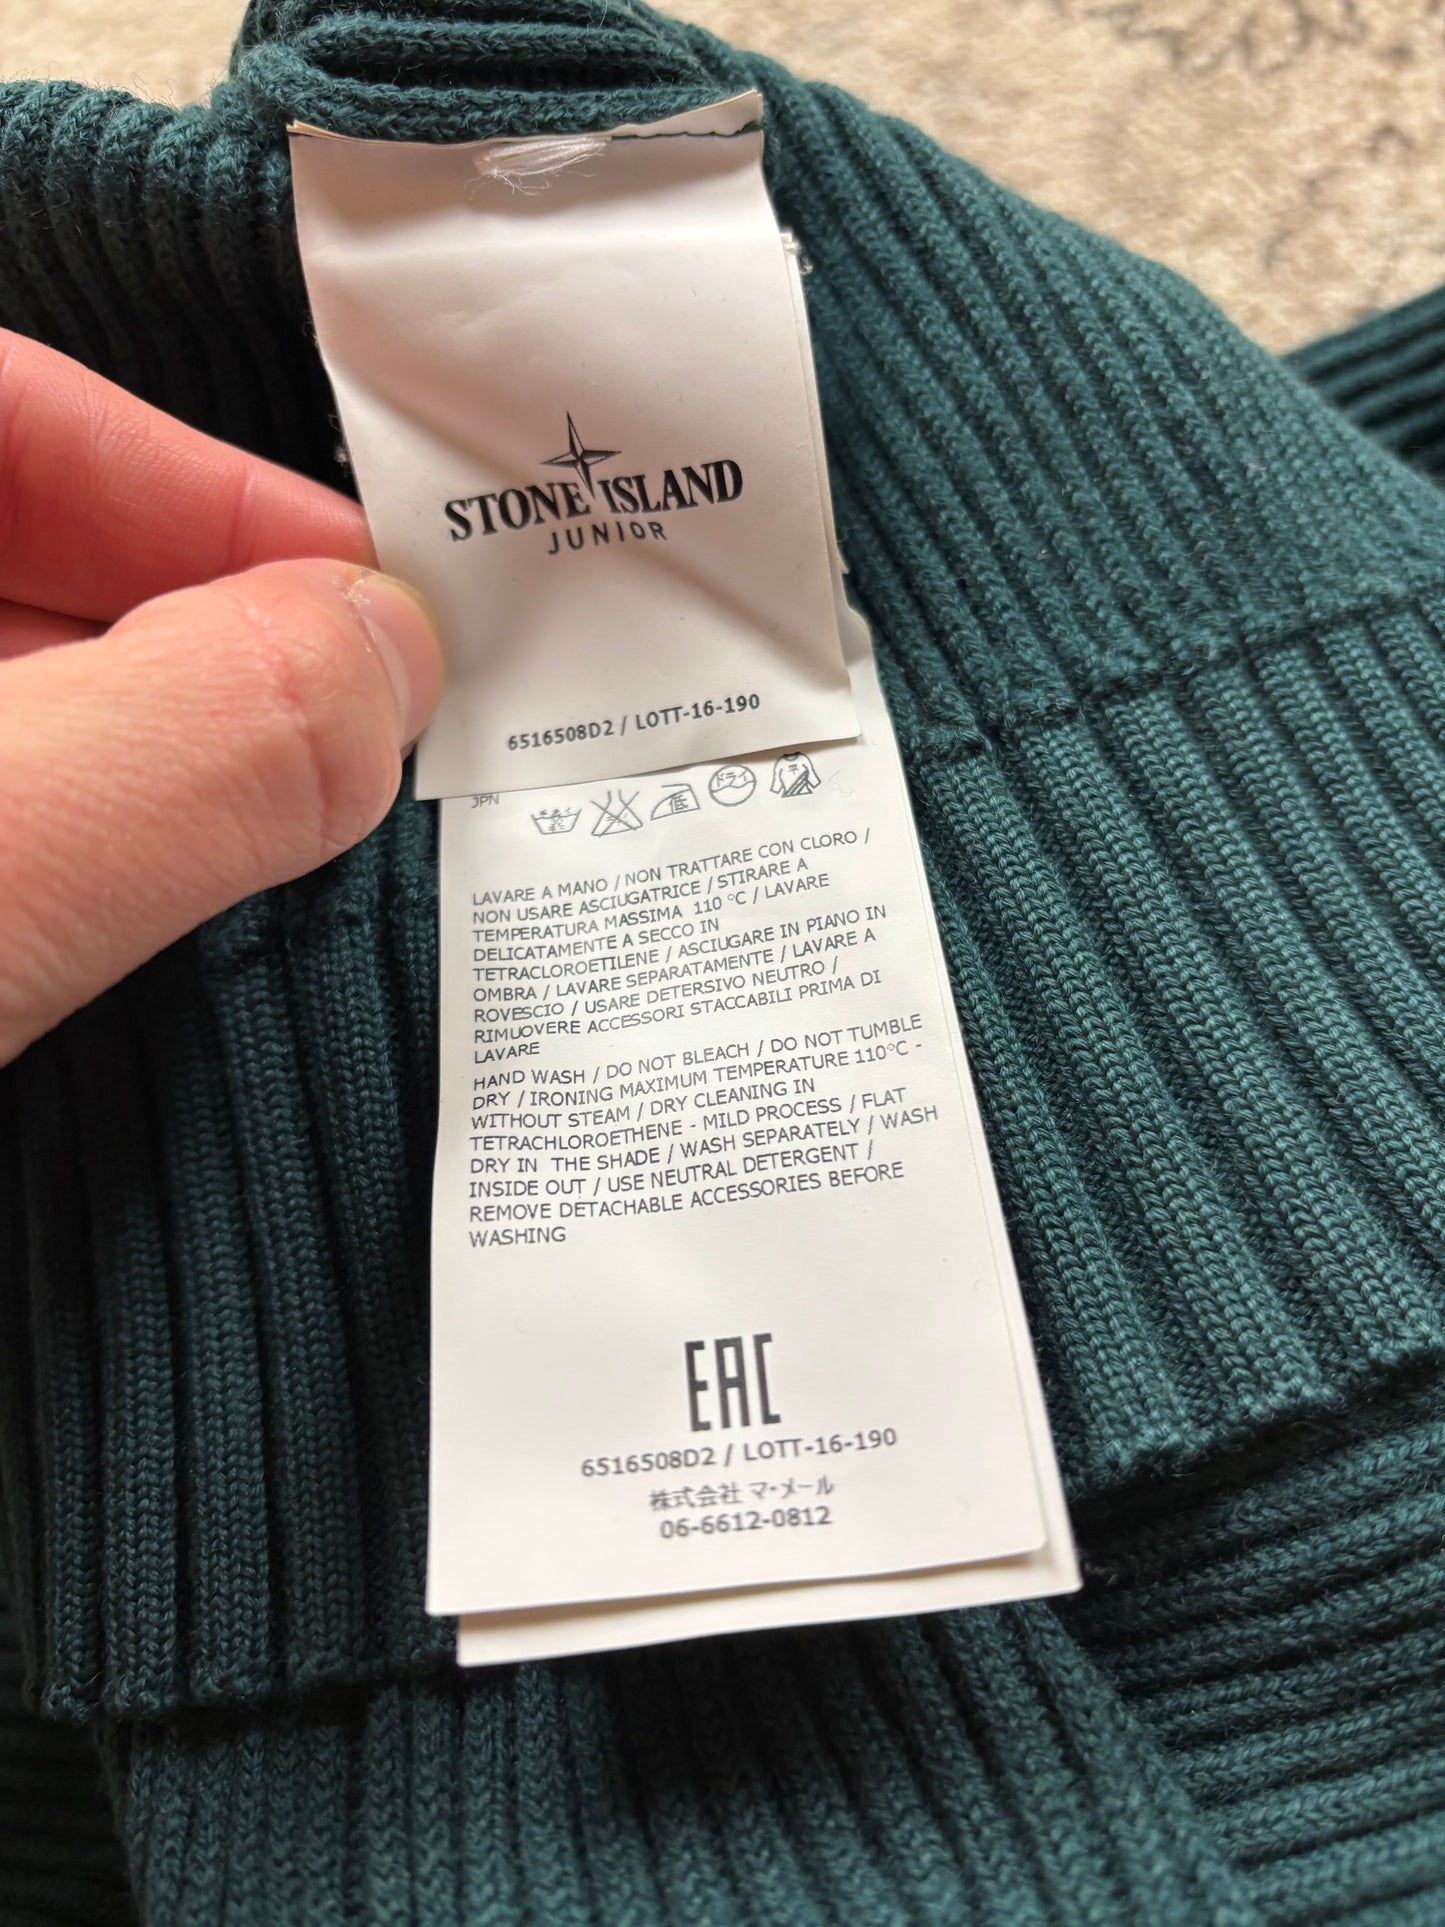 STONE ISLAND
JUNIOR
6516508D2 / LOTT-16-190
JPN
ドライ
底
平
LAVARE A MANO / NON TRATTARE CON CLORO /
NON USARE ASCIUGATRICE / STIRARE A
TEMPERATURA MASSIMA 110 °C / LAVARE
DELICATAMENTE A SECCO IN
TETRACLOROETILENE / ASCIUGARE IN PIANO IN
OMBRA / LAVARE SEPARATAMENTE / LAVARE A
ROVESCIO / USARE DETERSIVO NEUTRO /
RIMUOVERE ACCESSORI STACCABILI PRIMA DI
LAVARE
HAND WASH / DO NOT BLEACH / DO NOT TUMBLE
DRY / IRONING MAXIMUM TEMPERATURE 110°C -
WITHOUT STEAM / DRY CLEANING IN
TETRACHLOROETHENE - MILD PROCESS / FLAT
DRY IN THE SHADE / WASH SEPARATELY / WASH
INSIDE OUT / USE NEUTRAL DETERGENT /
REMOVE DETACHABLE ACCESSORIES BEFORE
WASHING
EAC
6516508D2 / LOTT-16-190
株式会社 マ・メール
06-6612-0812